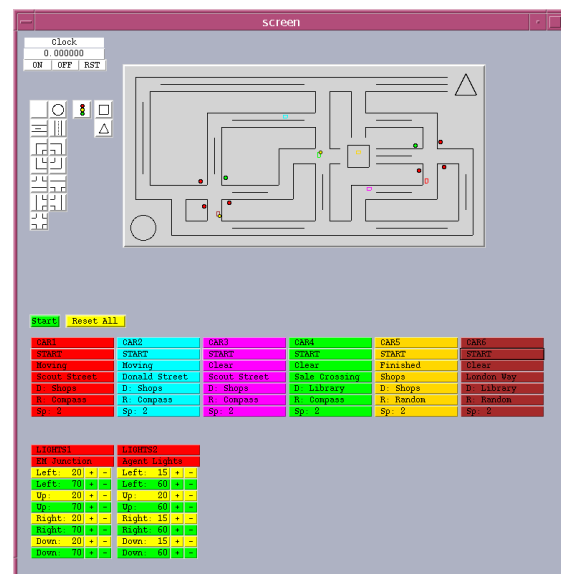 screen
Clock
0.000000
ON OFF RST
Start Reset All
CAR1 CAR2 CAR3 CAR4 CAR5 CAR6
START START START START START START
Moving Moving Clear Clear Finished Clear
Scout Street Donald Street Scout Street Sale Crossing Shops London Way
D: Shops D: Shops D: Shops D: Library D: Shops D: Library
R: Compass R: Compass R: Compass R: Compass R: Random R: Random
Sp: 2 Sp: 2 Sp: 2 Sp: 2 Sp: 2 Sp: 2
LIGHTS1 LIGHTS2
EM Junction Agent Lights
Left: 20 + - Left: 15 + -
Left: 70 + - Left: 60 + -
Up: 20 + - Up: 20 + -
Up: 70 + - Up: 60 + -
Right: 20 + - Right: 15 + -
Right: 70 + - Right: 60 + -
Down: 20 + - Down: 15 + -
Down: 70 + - Down: 60 + -